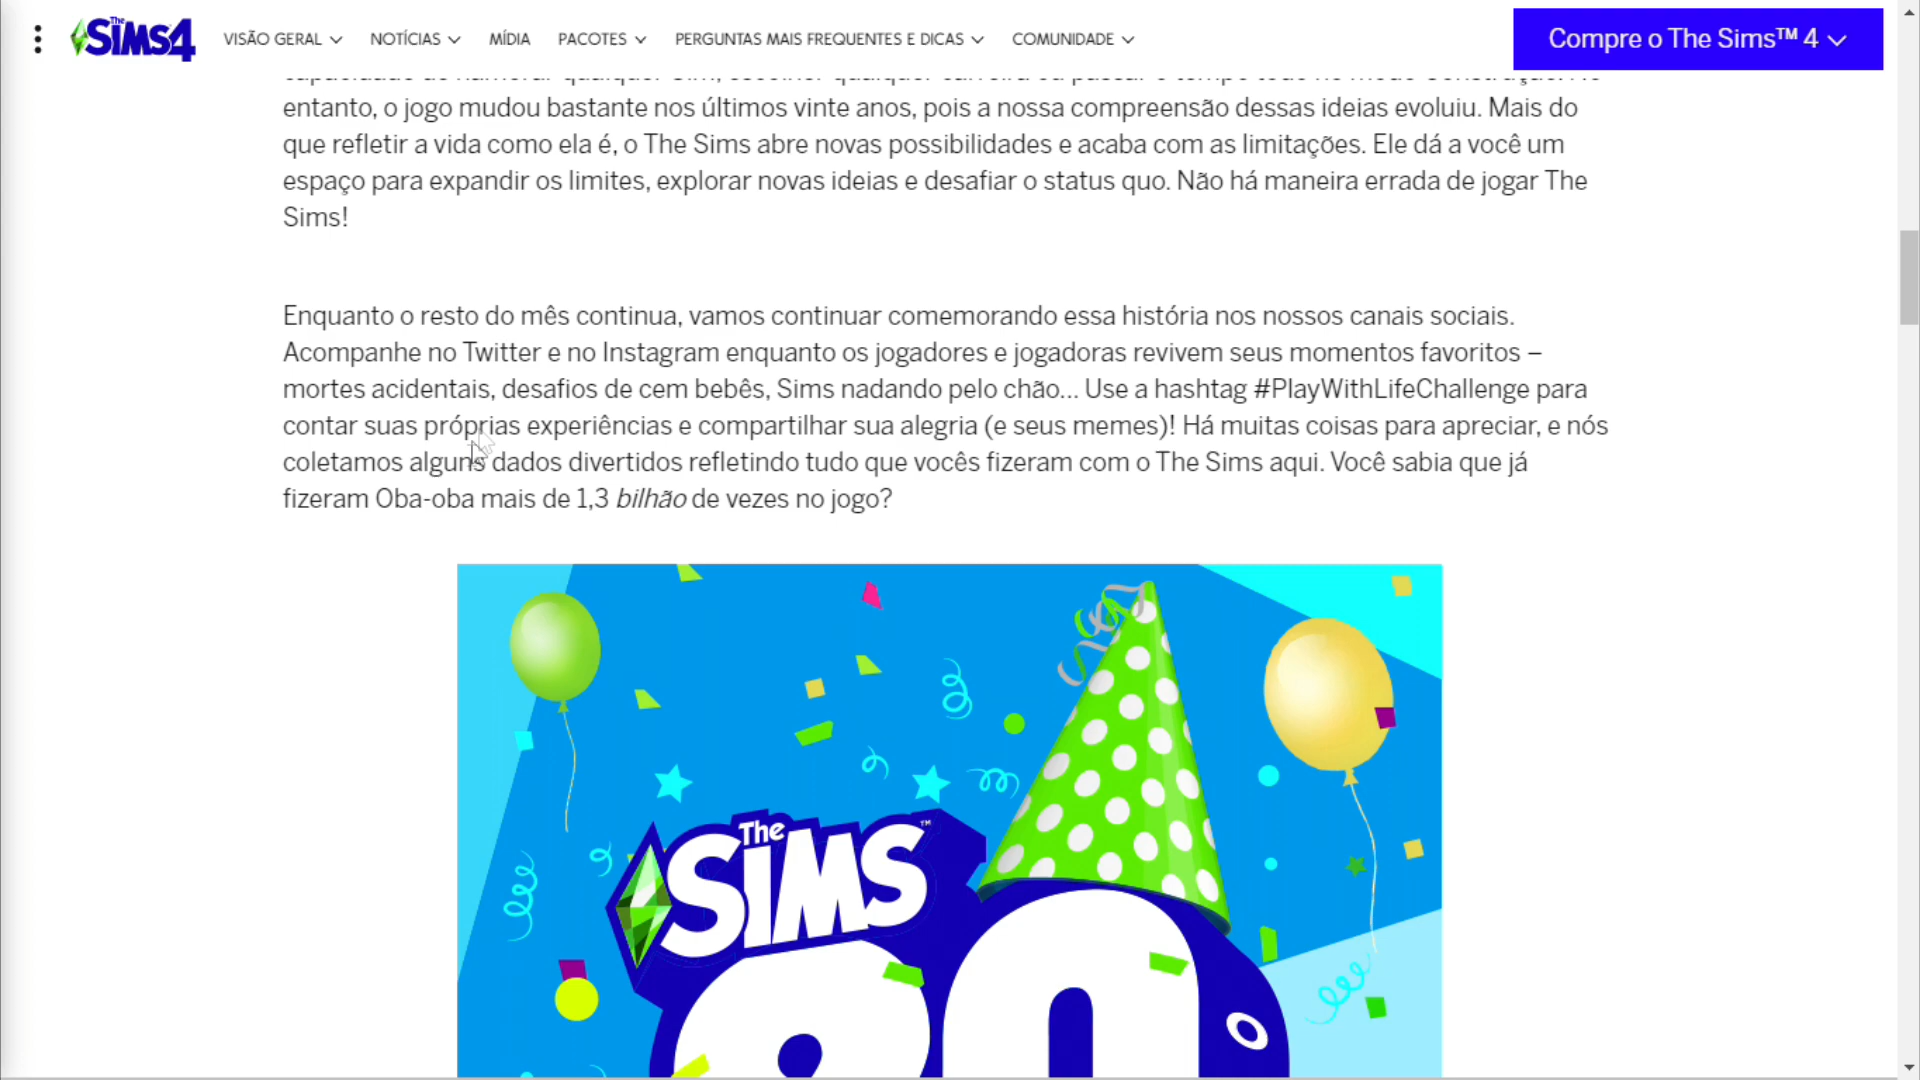 The SIMS 4 VISÃO GERAL NOTÍCIAS MÍDIA PACOTES PERGUNTAS MAIS FREQUENTES E DICAS COMUNIDADE Compre o The Sims™ 4
entanto, o jogo mudou bastante nos últimos vinte anos, pois a nossa compreensão dessas ideias evoluiu. Mais do
que refletir a vida como ela é, o The Sims abre novas possibilidades e acaba com as limitações. Ele dá a você um
espaço para expandir os limites, explorar novas ideias e desafiar o status quo. Não há maneira errada de jogar The
Sims!
Enquanto o resto do mês continua, vamos continuar comemorando essa história nos nossos canais sociais.
Acompanhe no Twitter e no Instagram enquanto os jogadores e jogadoras revivem seus momentos favoritos –
mortes acidentais, desafios de cem bebês, Sims nadando pelo chão... Use a hashtag #PlayWithLifeChallenge para
contar suas próprias experiências e compartilhar sua alegria (e seus memes)! Há muitas coisas para apreciar, e nós
coletamos alguns dados divertidos refletindo tudo que vocês fizeram com o The Sims aqui. Você sabia que já
fizeram Oba-oba mais de 1,3 bilhão de vezes no jogo?
The
SIMS™